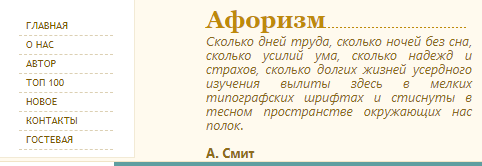 ГЛАВНАЯ
О НАС
АВТОР
ТОП 100
НОВОЕ
КОНТАКТЫ
ГОСТЕВАЯ
Афоризм
Сколько дней труда, сколько ночей без сна,
сколько усилий ума, сколько надежд и
страхов, сколько долгих жизней усердного
изучения вылиты здесь в мелких
типографских шрифтах и стиснуты в
тесном пространстве окружающих нас
полок.
А. Смит